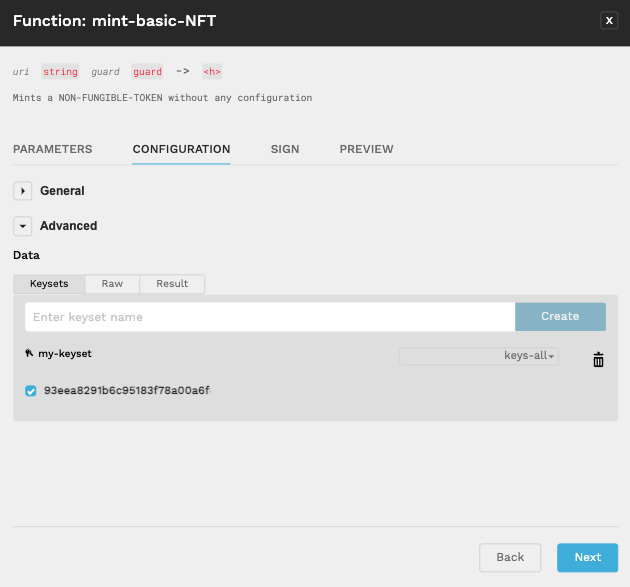 Function: mint-basic-NFT
x
uri string guard guard -> <h>
Mints a NON-FUNGIBLE-TOKEN without any configuration
PARAMETERS CONFIGURATION SIGN PREVIEW
General
Advanced
Data
Keysets Raw Result
Enter keyset name Create
my-keyset keys-all
93eea8291b6c95183f78a00a6f
Back Next